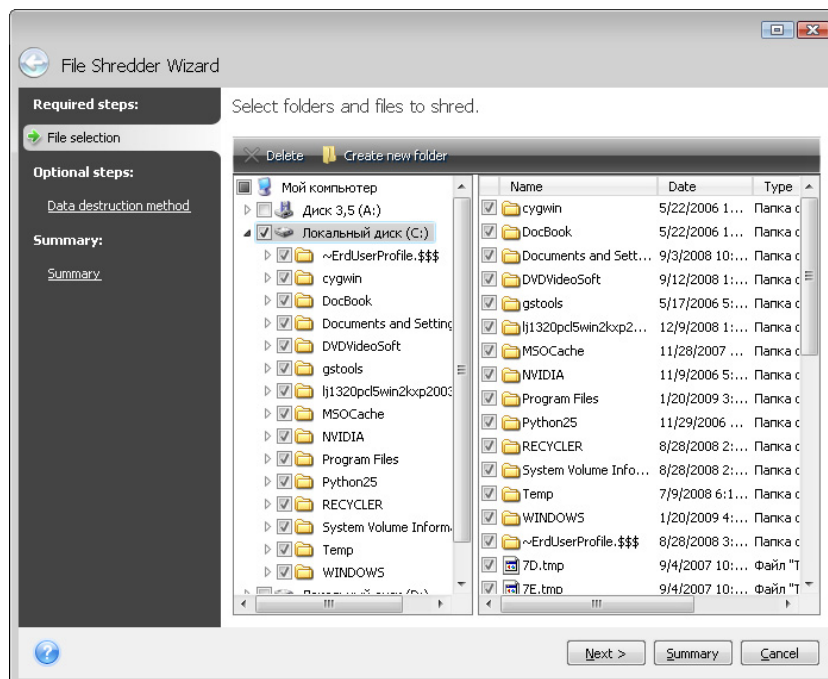 File Shredder Wizard
Required steps:
File selection
Optional steps:
Data destruction method
Summary:
Summary
Select folders and files to shred.
Delete Create new folder
Мой компьютер
Диск 3,5 (A:)
Локальный диск (C:)
~ErdUserProfile.$$$
cygwin
DocBook
Documents and Setting
DVDVideoSoft
gstools
lj1320pcl5win2kxp2003
MSOCache
NVIDIA
Program Files
Python25
RECYCLER
System Volume Inform
Temp
WINDOWS
Локальный диск (D:)
Name Date Type
cygwin 5/22/2006 1... Папка с
DocBook 5/22/2006 1... Папка с
Documents and Sett... 9/3/2008 10:... Папка с
DVDVideoSoft 9/12/2008 1:... Папка с
gstools 5/17/2006 5:... Папка с
lj1320pcl5win2kxp2... 12/9/2008 1:... Папка с
MSOCache 11/28/2007 ... Папка с
NVIDIA 11/9/2006 5:... Папка с
Program Files 1/20/2009 3:... Папка с
Python25 11/29/2006 ... Папка с
RECYCLER 8/28/2008 2:... Папка с
System Volume Info... 8/28/2008 2:... Папка с
Temp 7/9/2008 6:1... Папка с
WINDOWS 1/20/2009 4:... Папка с
~ErdUserProfile.$$$ 8/28/2008 3:... Папка с
7D.tmp 9/4/2007 10:... Файл "T
7E.tmp 9/4/2007 10:... Файл "T
Next > Summary Cancel